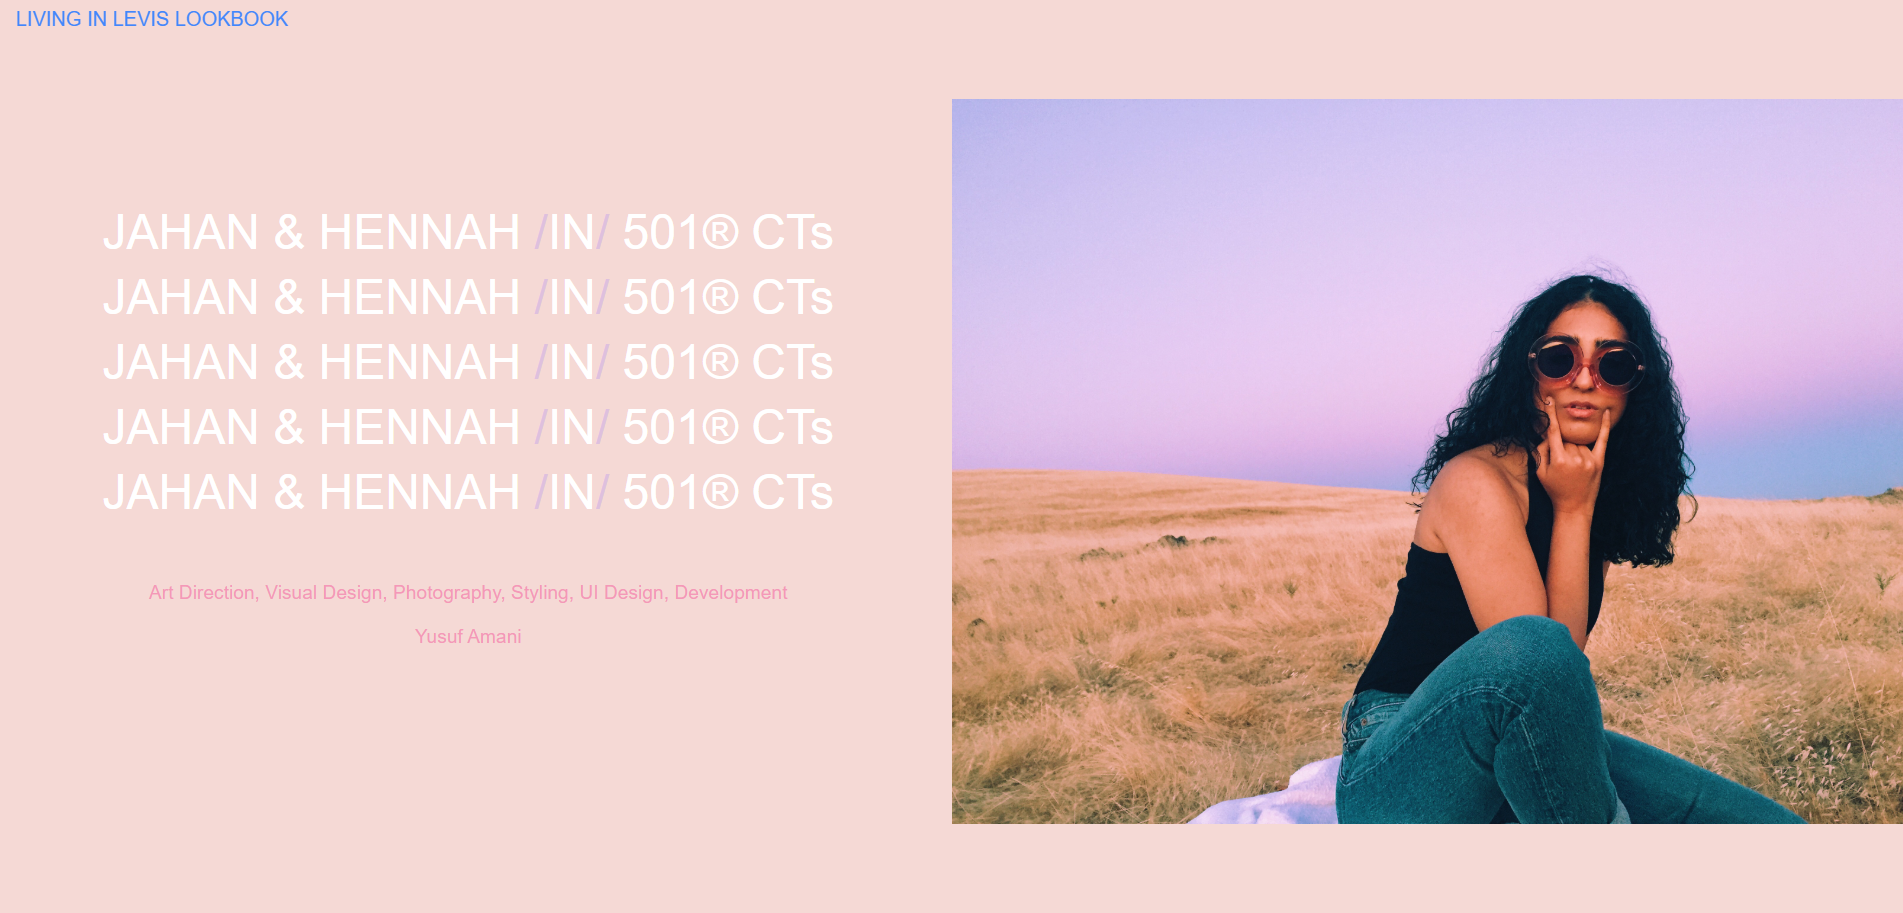 LIVING IN LEVIS LOOKBOOK
JAHAN & HENNAH /IN/ 501® CTs
JAHAN & HENNAH /IN/ 501® CTs
JAHAN & HENNAH /IN/ 501® CTs
JAHAN & HENNAH /IN/ 501® CTs
JAHAN & HENNAH /IN/ 501® CTs
Art Direction, Visual Design, Photography, Styling, UI Design, Development
Yusuf Amani